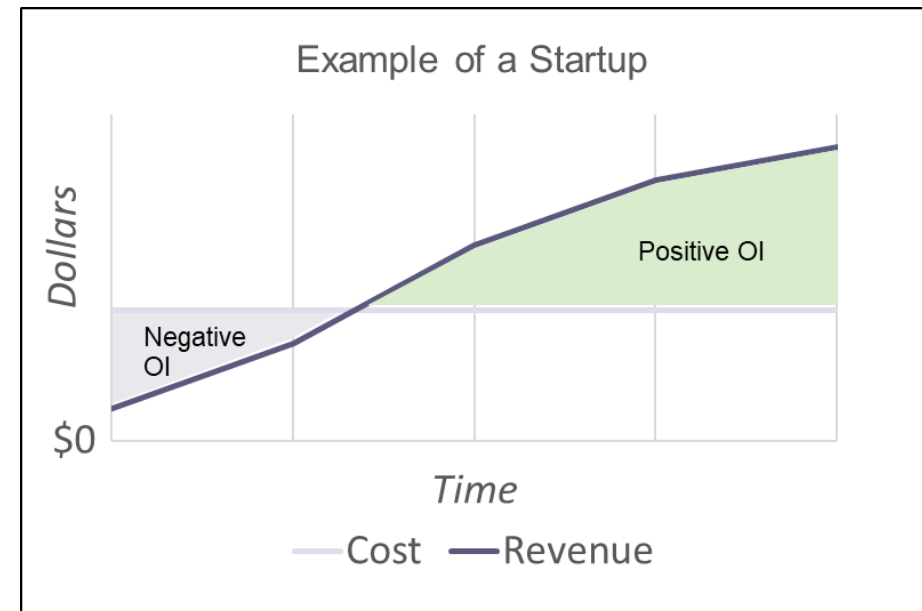 Example of a Startup
Dollars
Positive OI
Negative
OI
$0
Time
Cost Revenue